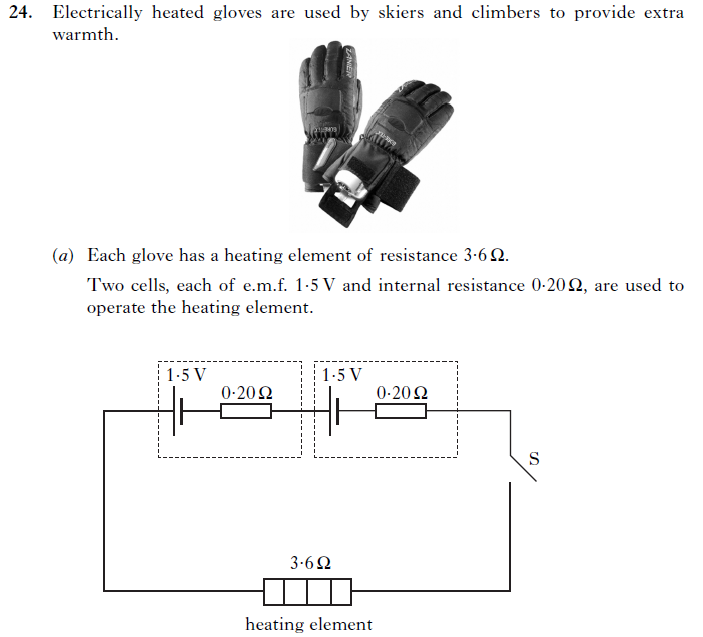 24. Electrically heated gloves are used by skiers and climbers to provide extra
warmth.
ZANIER
(a) Each glove has a heating element of resistance 3·6 Ω.
Two cells, each of e.m.f. 1·5 V and internal resistance 0·20 Ω, are used to
operate the heating element.
1·5 V
0·20 Ω
1·5 V
0·20 Ω
S
3·6 Ω
heating element